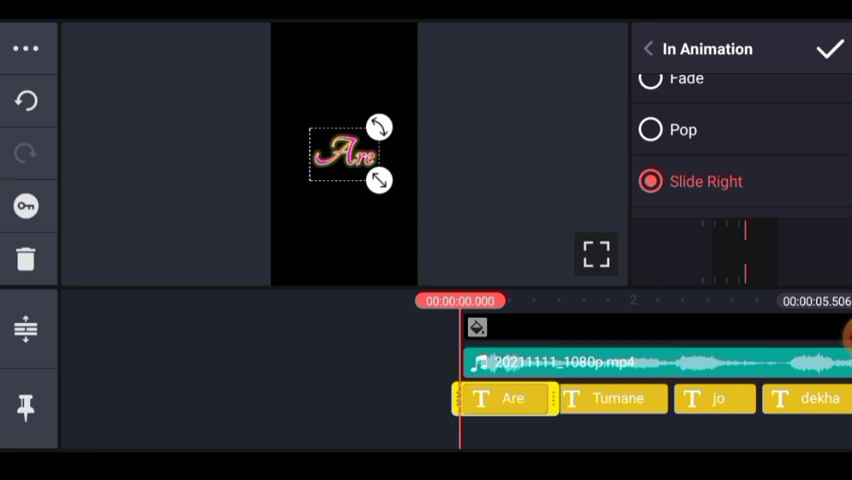 In Animation
Fade
Are
Pop
Slide Right
00:00:00.000
2
00:00:05.506
20211111_1080p.mp4
T Are
T Tumane
T jo
T dekha